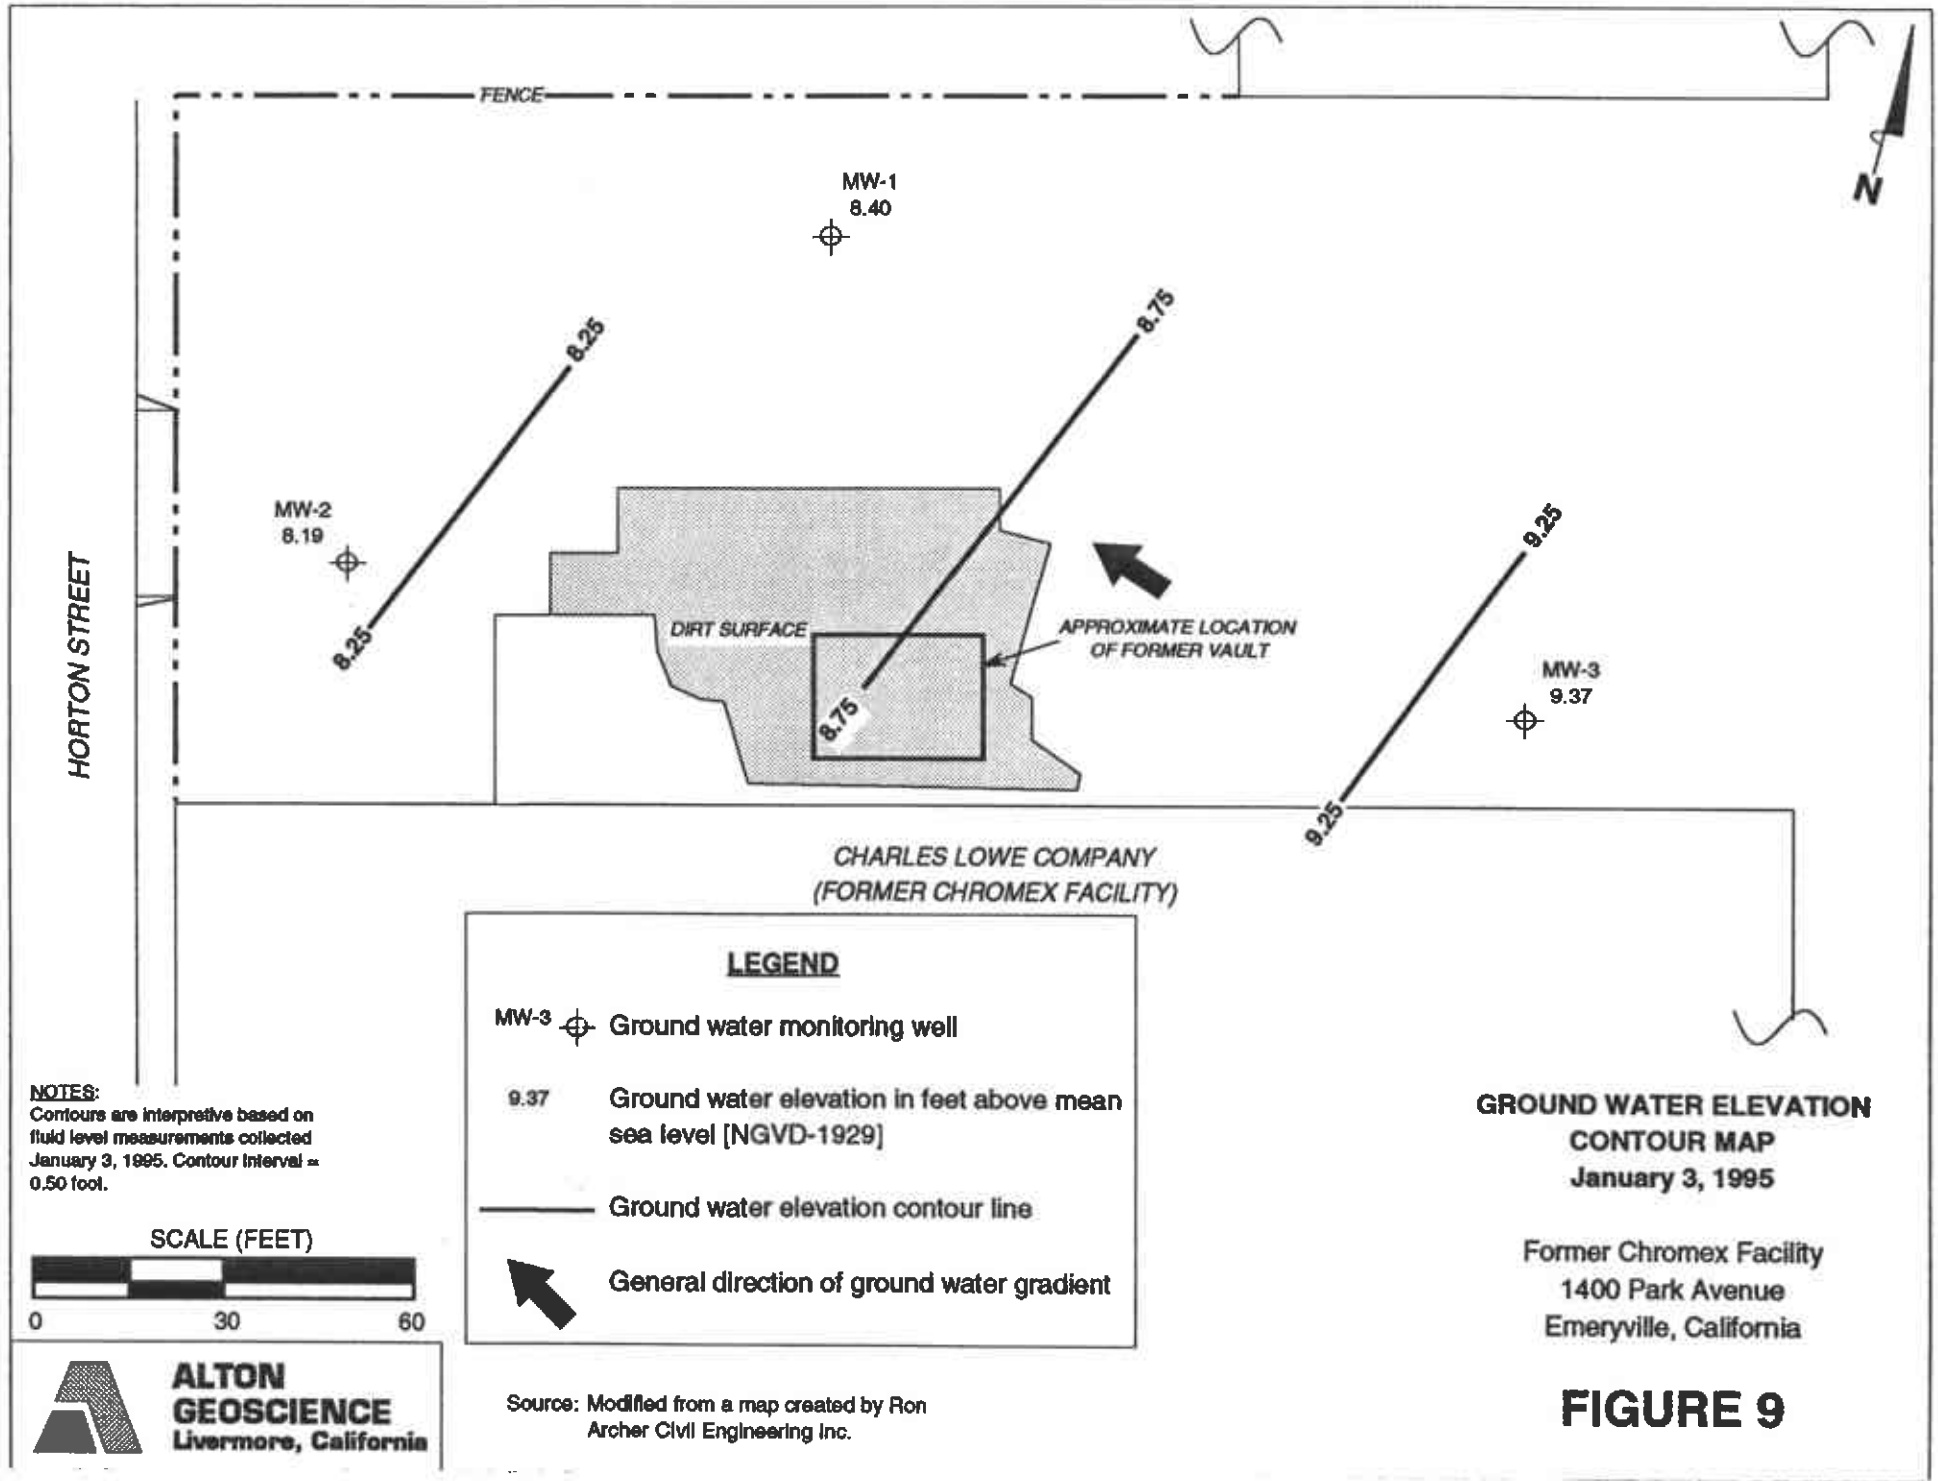 FENCE
N
MW-1
8.40
8.25
8.75
MW-2
8.19
9.25
8.25
DIRT SURFACE
APPROXIMATE LOCATION
OF FORMER VAULT
MW-3
9.37
8.75
9.25
HORTON STREET
CHARLES LOWE COMPANY
(FORMER CHROMEX FACILITY)
LEGEND
MW-3 Ground water monitoring well
9.37 Ground water elevation in feet above mean
sea level [NGVD-1929]
Ground water elevation contour line
General direction of ground water gradient
NOTES:
Contours are interpretive based on
fluid level measurements collected
January 3, 1995. Contour interval =
0.50 foot.
SCALE (FEET)
0 30 60
ALTON
GEOSCIENCE
Livermore, California
Source: Modified from a map created by Ron
Archer Civil Engineering Inc.
GROUND WATER ELEVATION
CONTOUR MAP
January 3, 1995
Former Chromex Facility
1400 Park Avenue
Emeryville, California
FIGURE 9